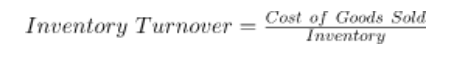 Inventory Turnover = Cost of Goods Sold / Inventory